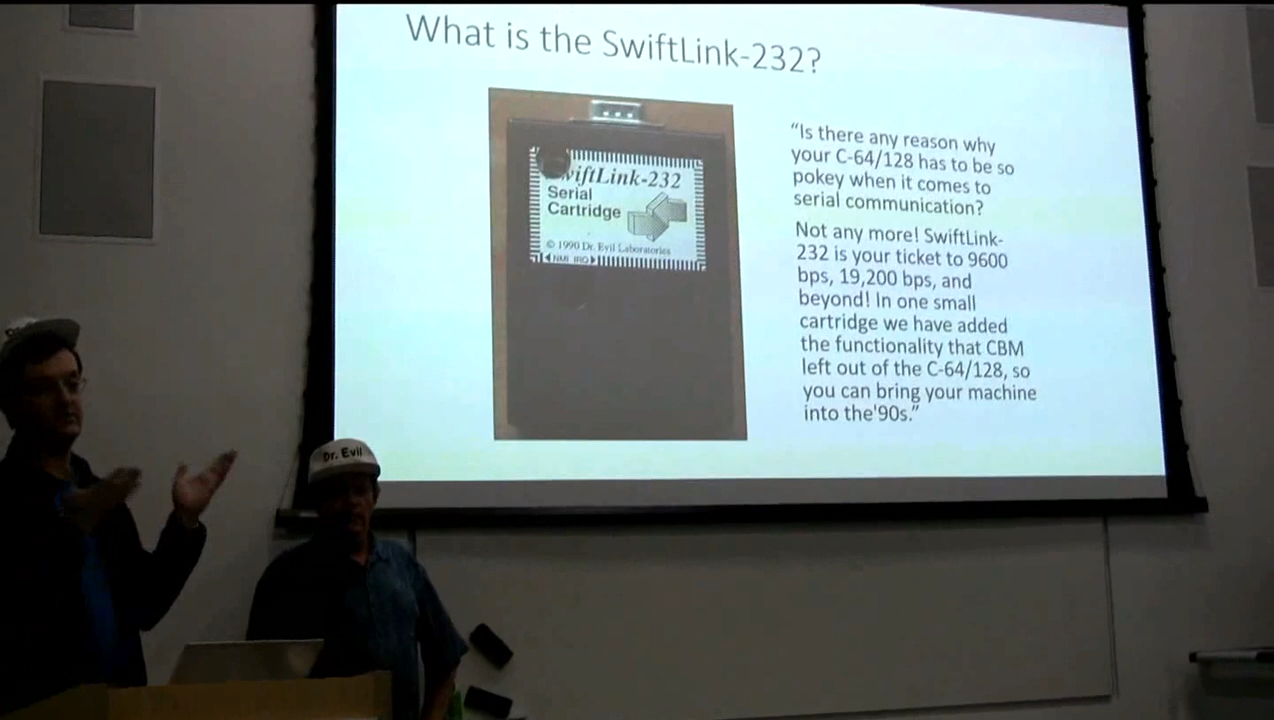 What is the SwiftLink-232?
SwiftLink-232
Serial
Cartridge
© 1990 Dr. Evil Laboratories
NMI IRQ
"Is there any reason why
your C-64/128 has to be so
pokey when it comes to
serial communication?
Not any more! SwiftLink-
232 is your ticket to 9600
bps, 19,200 bps, and
beyond! In one small
cartridge we have added
the functionality that CBM
left out of the C-64/128, so
you can bring your machine
into the'90s."
Dr. Evil